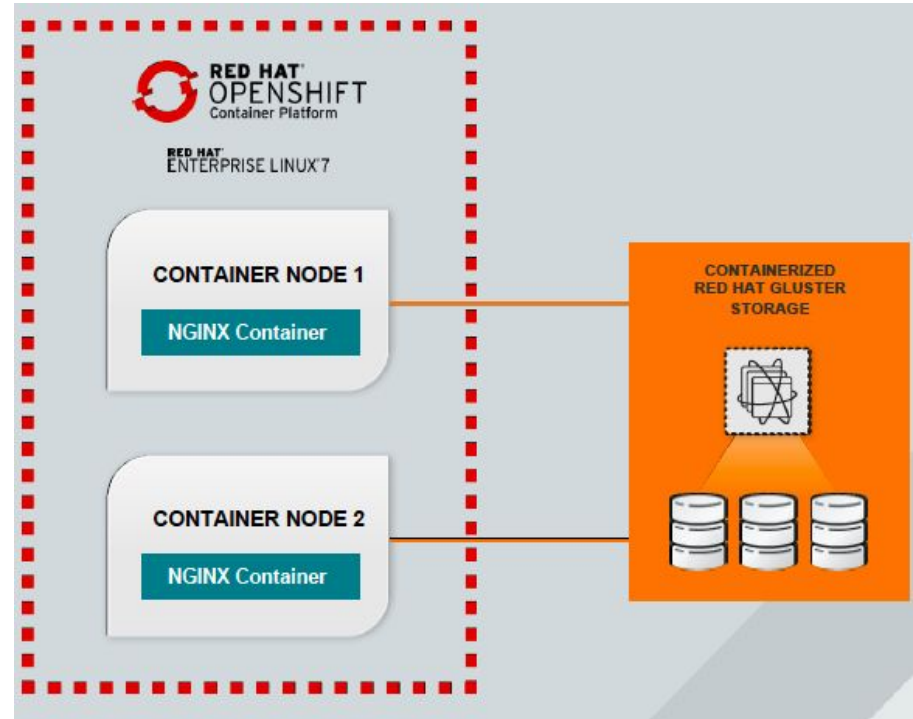 RED HAT®
OPENSHIFT
Container Platform
RED HAT®
ENTERPRISE LINUX®7
CONTAINER NODE 1
NGINX Container
CONTAINERIZED
RED HAT GLUSTER
STORAGE
CONTAINER NODE 2
NGINX Container